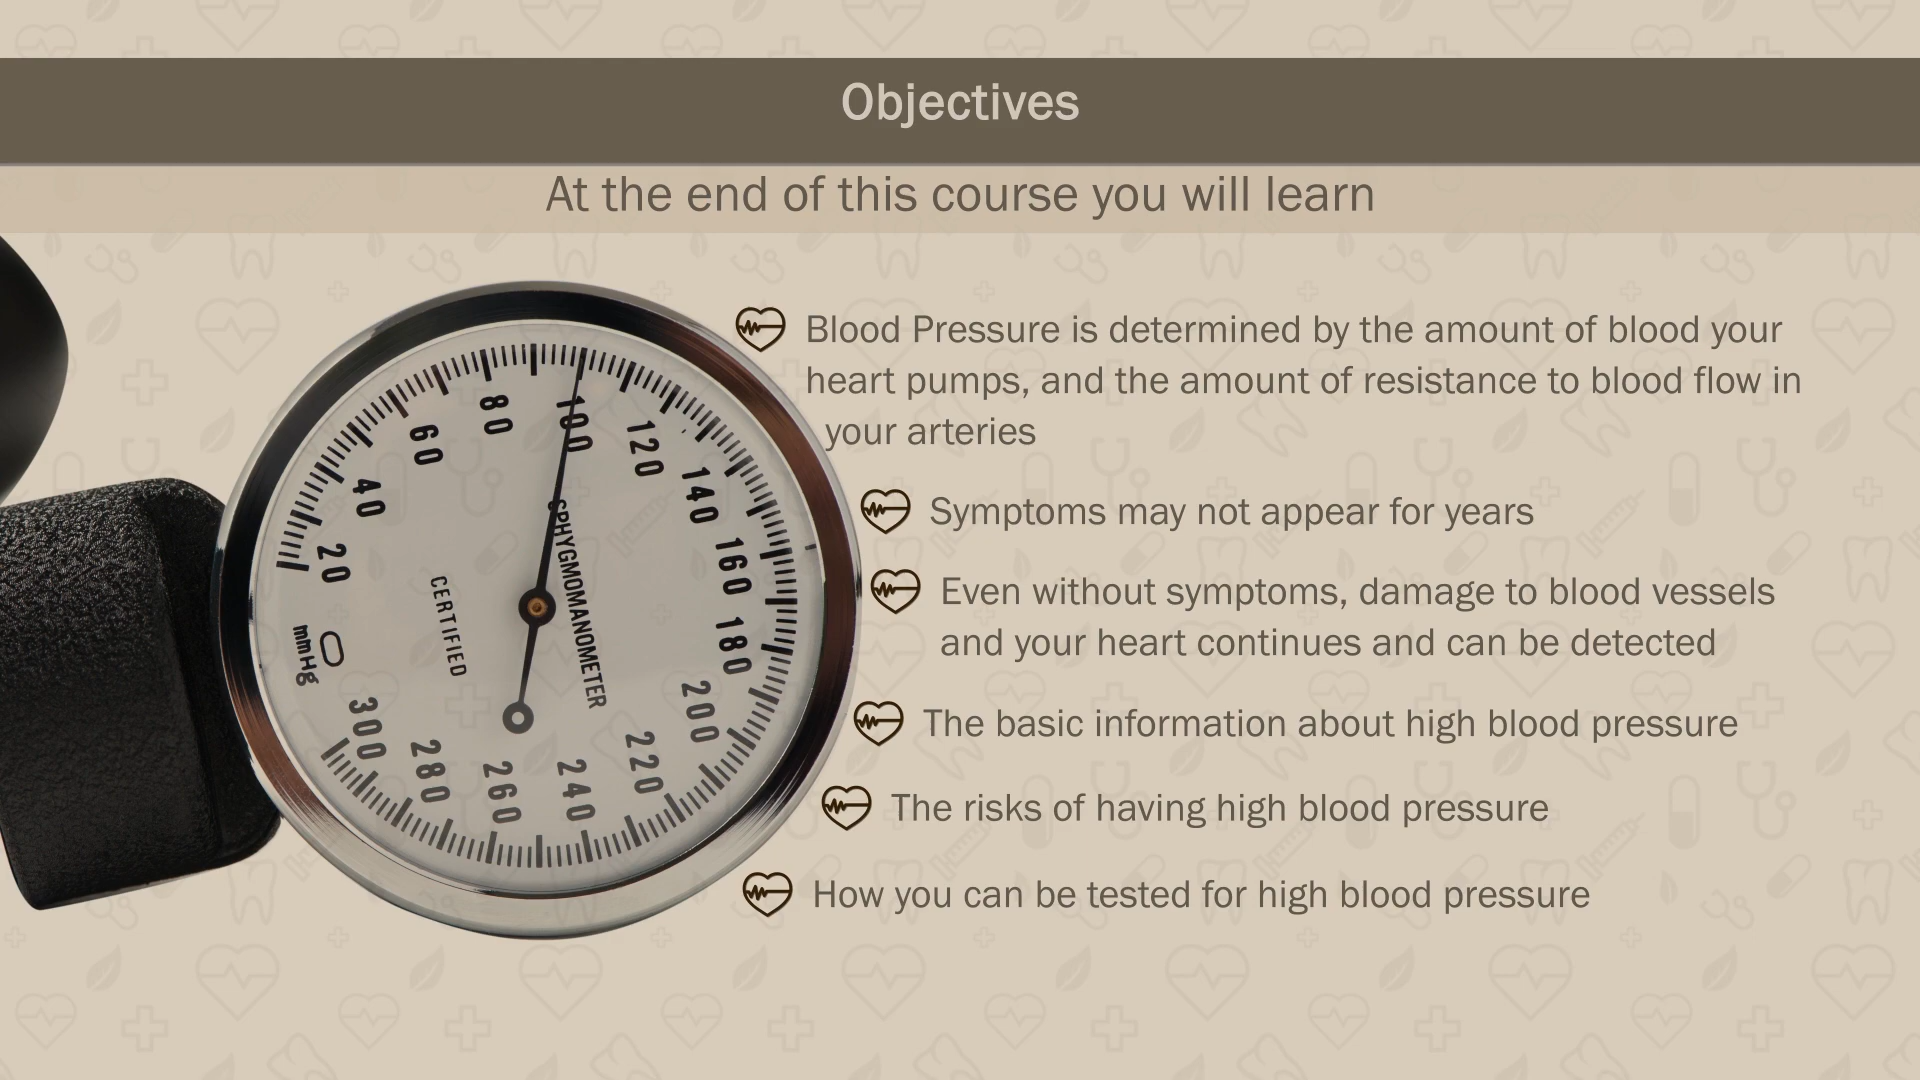 Objectives
At the end of this course you will learn
Blood Pressure is determined by the amount of blood your
heart pumps, and the amount of resistance to blood flow in
your arteries
Symptoms may not appear for years
Even without symptoms, damage to blood vessels
and your heart continues and can be detected
The basic information about high blood pressure
The risks of having high blood pressure
How you can be tested for high blood pressure
0
mmHg
20
40
60
80
100
120
140
160
180
200
220
240
260
280
300
CERTIFIED
SPHYGMOMANOMETER